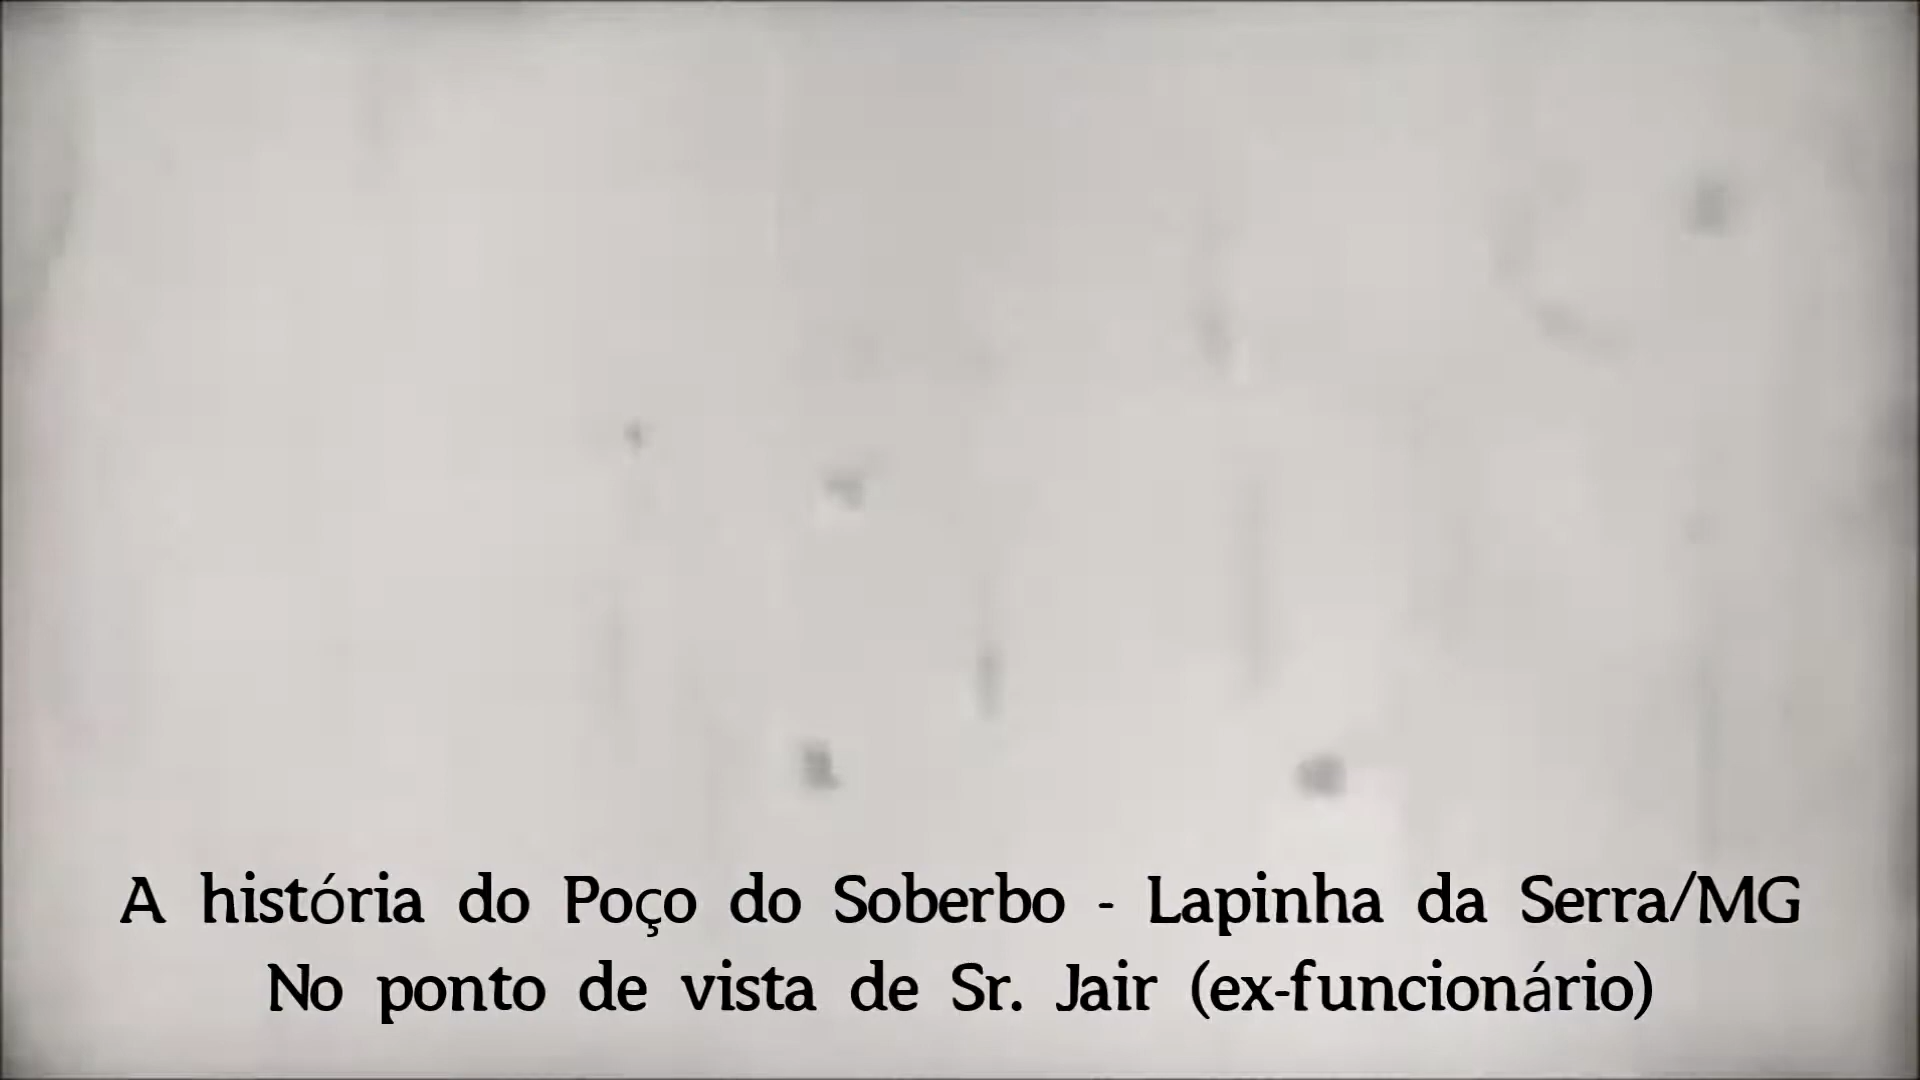 A história do Poço do Soberbo - Lapinha da Serra/MG
No ponto de vista de Sr. Jair (ex-funcionário)